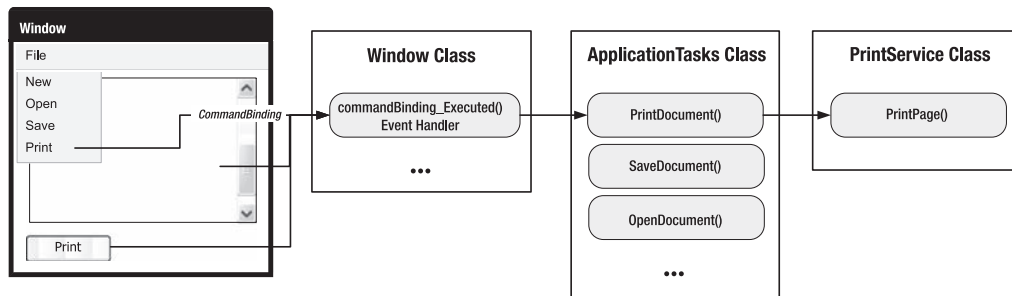 Window
File
New
Open
Save
Print
CommandBinding
Print
Window Class
commandBinding_Executed()
Event Handler
•••
ApplicationTasks Class
PrintDocument()
SaveDocument()
OpenDocument()
•••
PrintService Class
PrintPage()